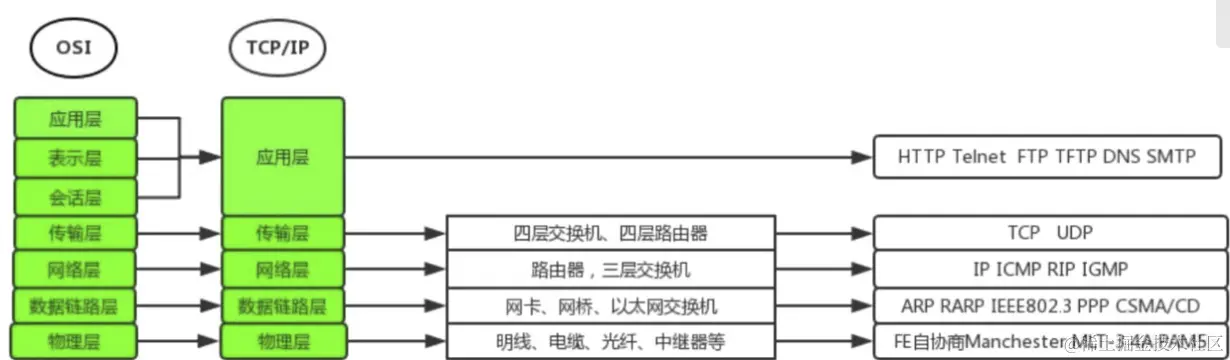 OSI
TCP/IP
应用层
表示层
会话层
应用层
HTTP Telnet FTP TFTP DNS SMTP
传输层
传输层
四层交换机、四层路由器
TCP UDP
网络层
网络层
路由器，三层交换机
IP ICMP RIP IGMP
数据链路层
数据链路层
网卡、网桥、以太网交换机
ARP RARP IEEE802.3 PPP CSMA/CD
物理层
物理层
明线、电缆、光纤、中继器等
FE自协商Manchester MLT-3 4A PAM5
@稀土掘金技术社区